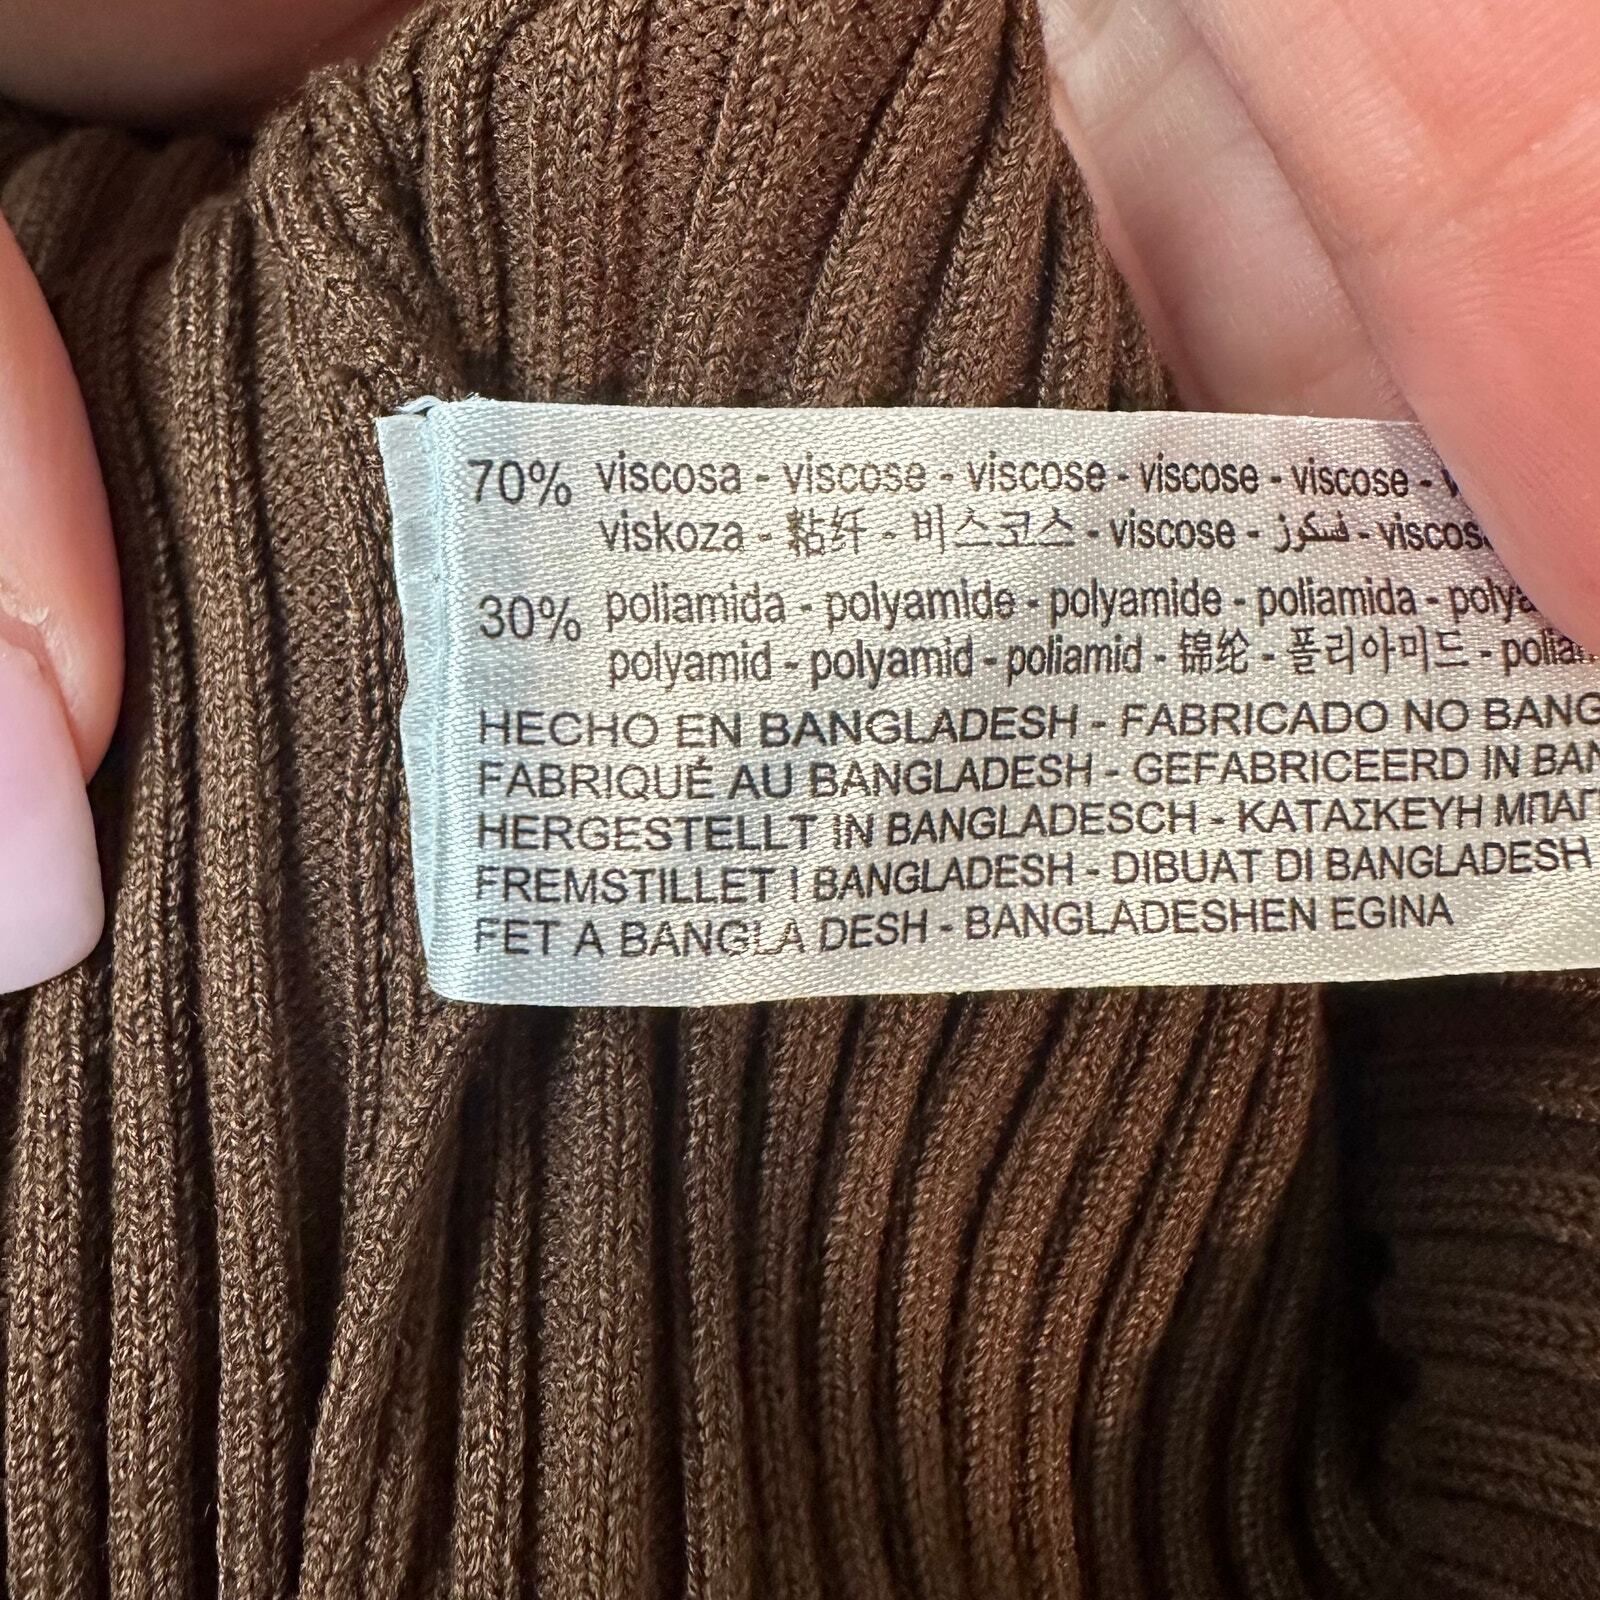 70% viscosa - viscose - viscose - viscose - viscose -
viskoza - 粘纤 - 비스코스 - viscose - فسكوز -
30% poliamida - polyamide - polyamide - poliamida -
polyamid - polyamid - poliamid - 锦纶 - 폴리아미드 -
HECHO EN BANGLADESH - FABRICADO NO
FABRIQUÉ AU BANGLADESH - GEFABRICEERD IN
HERGESTELLT IN BANGLADESCH - ΚΑΤΑΣΚΕΥΗ
FREMSTILLET I BANGLADESH - DIBUAT DI BANGLADESH
FET A BANGLA DESH - BANGLADESHEN EGINA